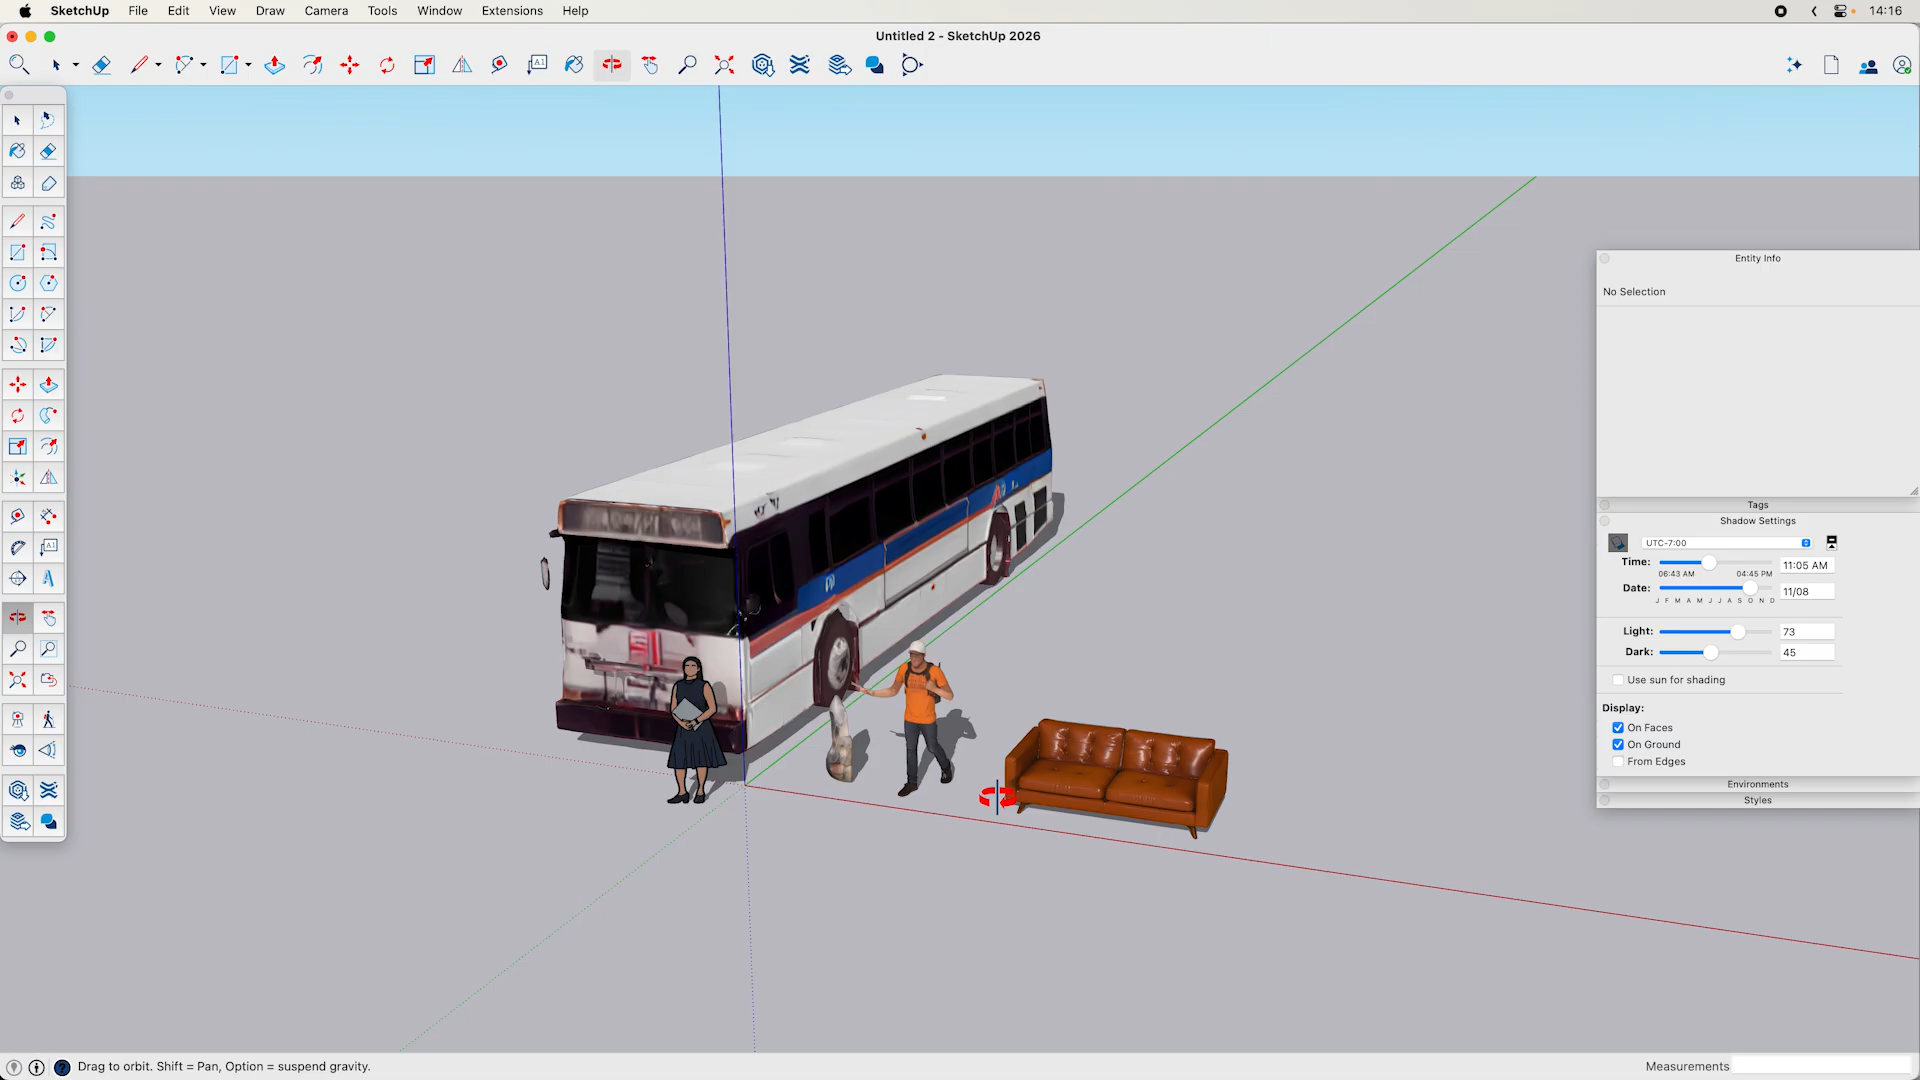 SketchUp File Edit View Draw Camera Tools Window Extensions Help 14:16
Untitled 2 - SketchUp 2026
Entity Info
No Selection
Tags
Shadow Settings
UTC-7:00
Time: 11:05 AM
06:43 AM 04:45 PM
Date: 11/08
J F M A M J J A S O N D
Light: 73
Dark: 45
Use sun for shading
Display:
On Faces
On Ground
From Edges
Environments
Styles
Drag to orbit. Shift = Pan, Option = suspend gravity.
Measurements